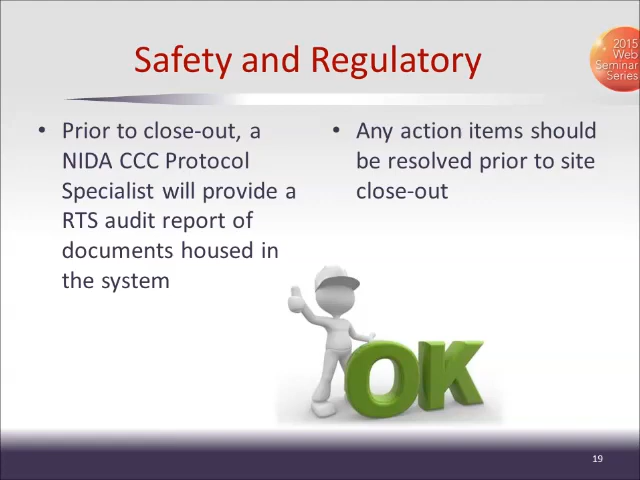 Safety and Regulatory
2015
Web
Seminar
Series
• Prior to close-out, a
NIDA CCC Protocol
Specialist will provide a
RTS audit report of
documents housed in
the system
• Any action items should
be resolved prior to site
close-out
OK
19